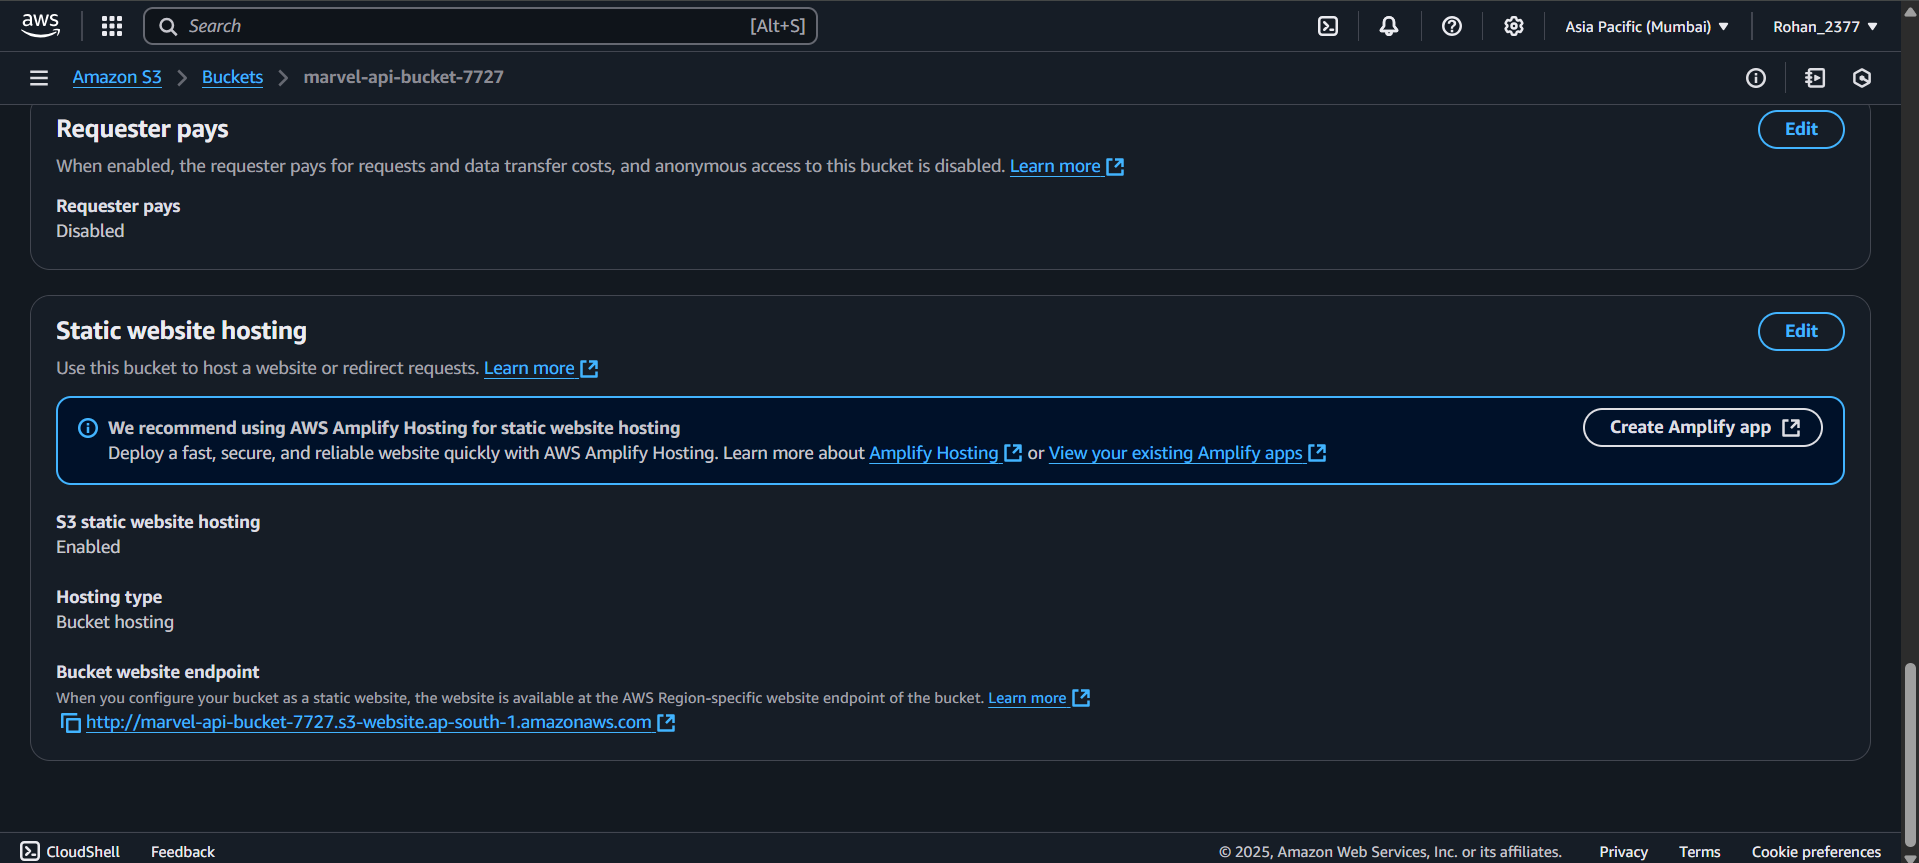 aws
Search [Alt+S]
Asia Pacific (Mumbai)
Rohan_2377
Amazon S3 > Buckets > marvel-api-bucket-7727
Requester pays
Edit
When enabled, the requester pays for requests and data transfer costs, and anonymous access to this bucket is disabled. Learn more
Requester pays
Disabled
Static website hosting
Edit
Use this bucket to host a website or redirect requests. Learn more
We recommend using AWS Amplify Hosting for static website hosting
Create Amplify app
Deploy a fast, secure, and reliable website quickly with AWS Amplify Hosting. Learn more about Amplify Hosting or View your existing Amplify apps
S3 static website hosting
Enabled
Hosting type
Bucket hosting
Bucket website endpoint
When you configure your bucket as a static website, the website is available at the AWS Region-specific website endpoint of the bucket. Learn more
http://marvel-api-bucket-7727.s3-website.ap-south-1.amazonaws.com
CloudShell Feedback © 2025, Amazon Web Services, Inc. or its affiliates. Privacy Terms Cookie preferences